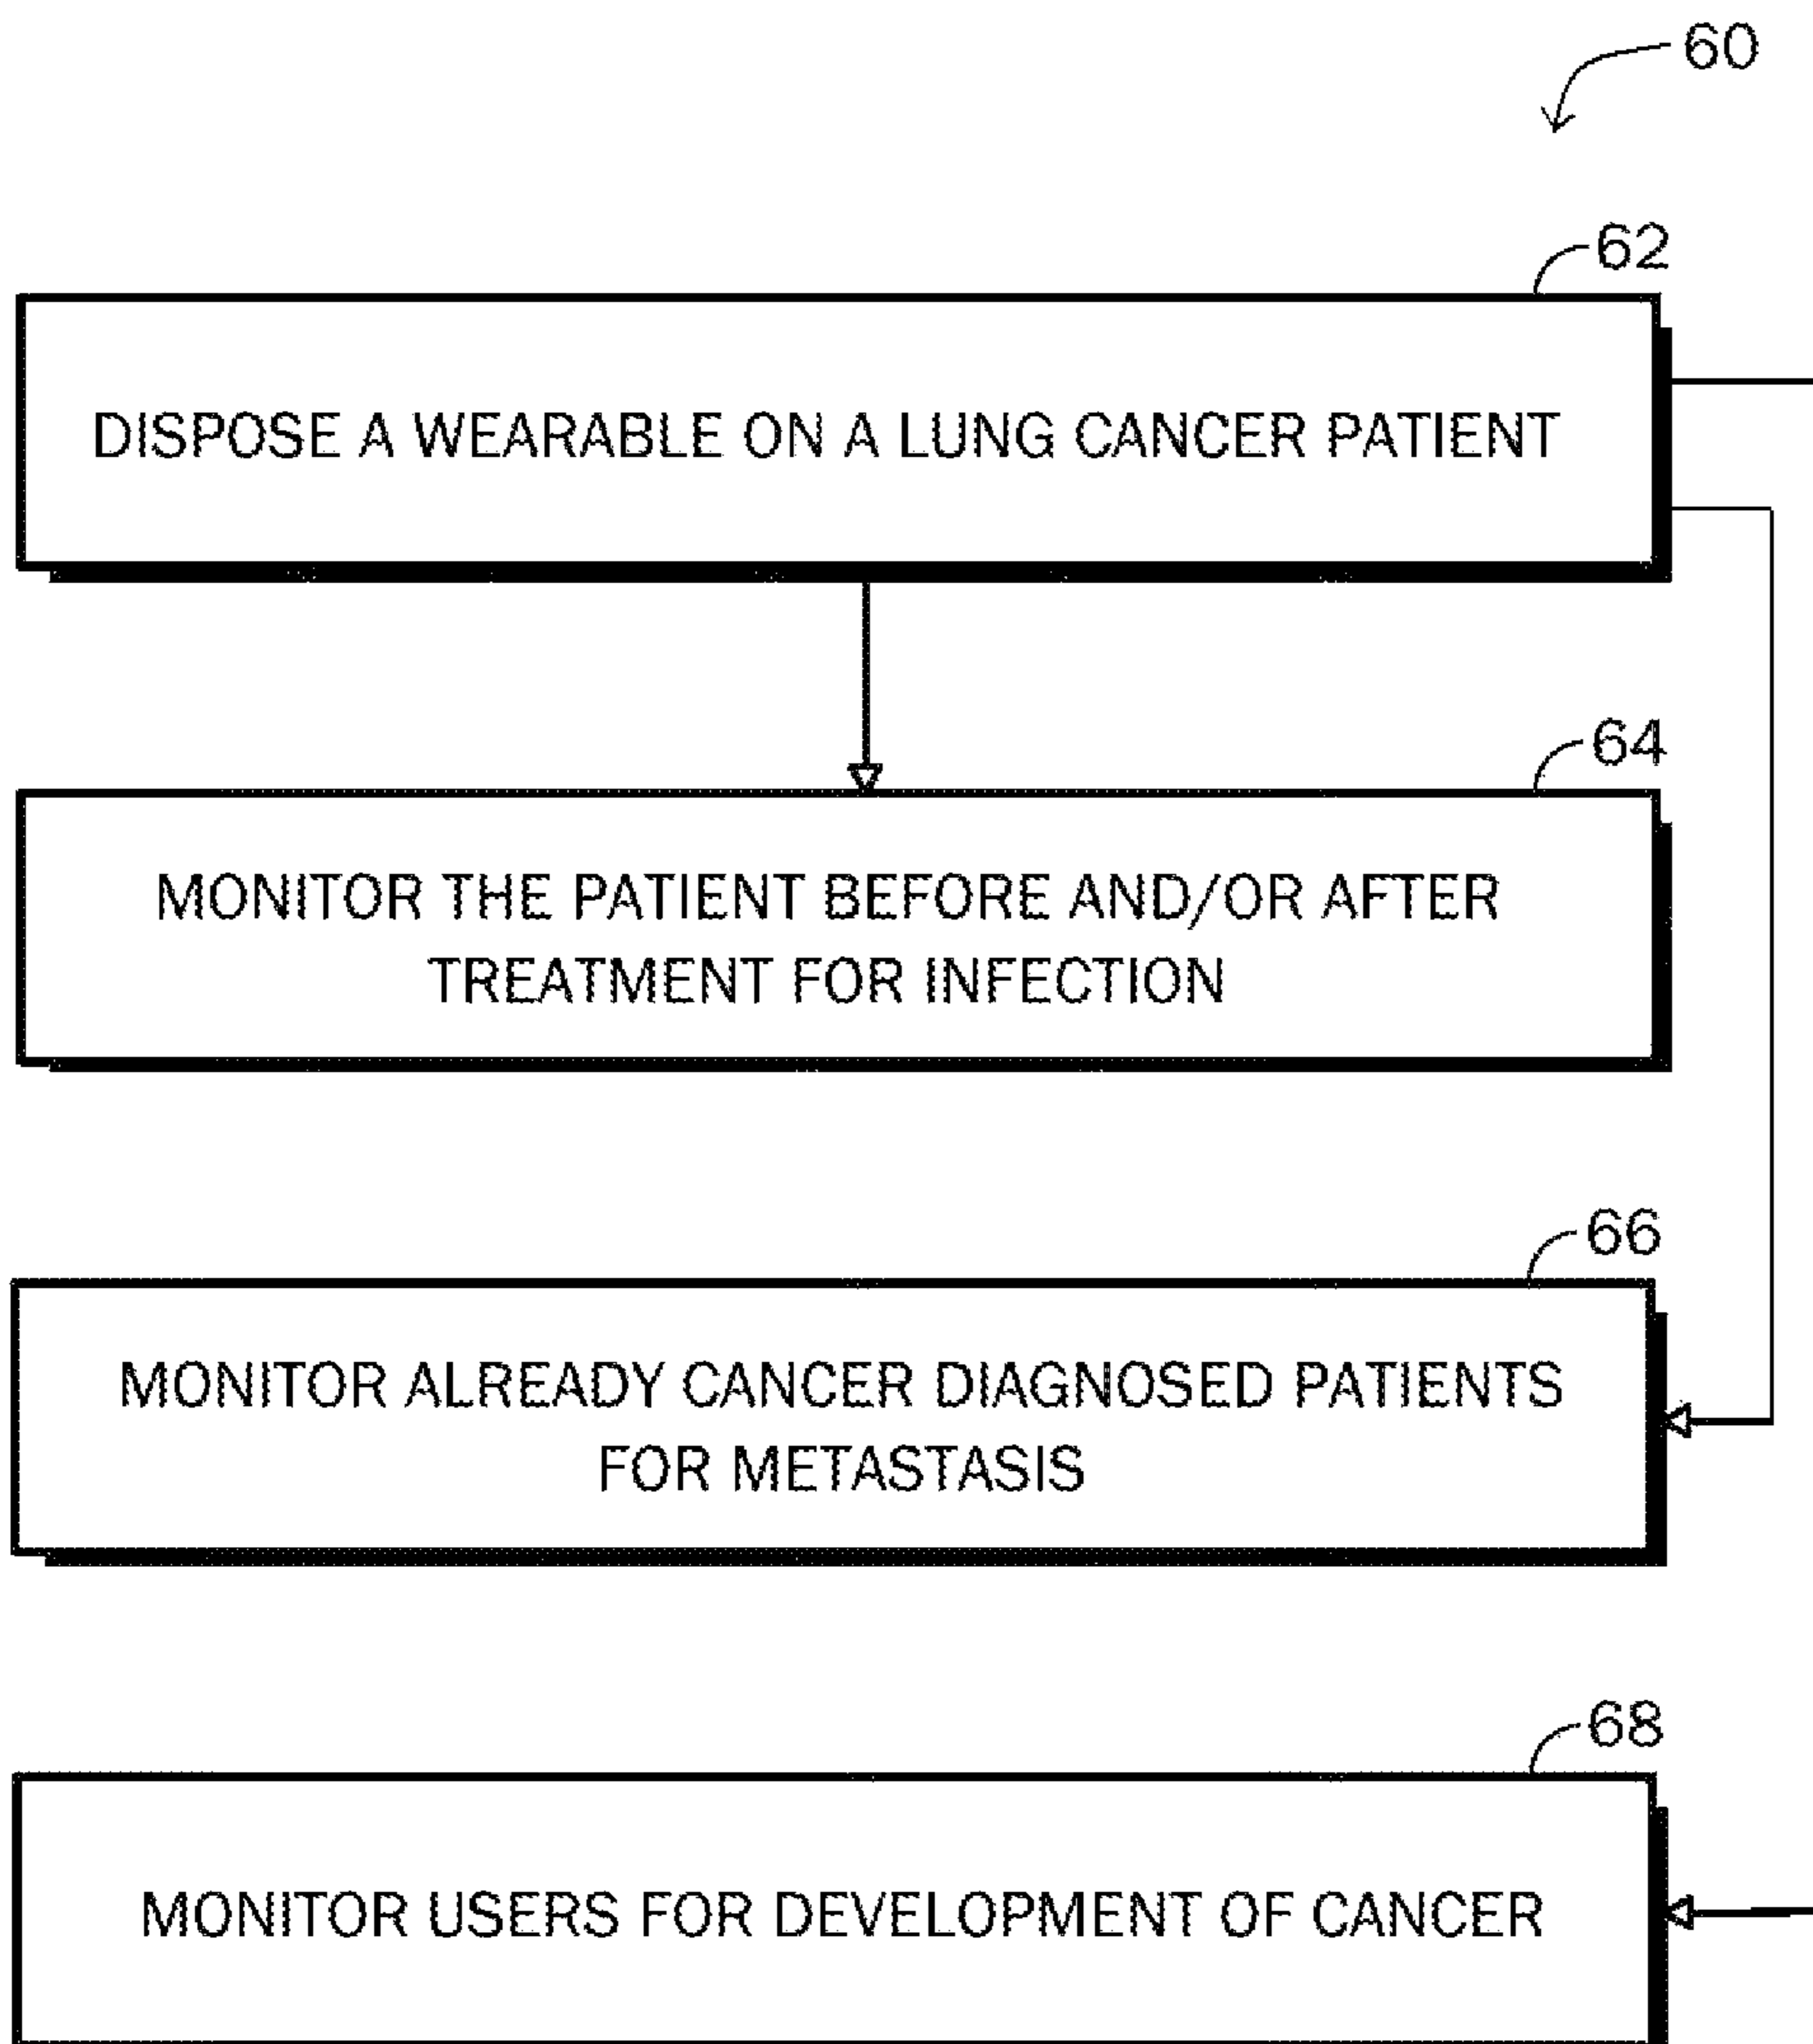 60
62
DISPOSE A WEARABLE ON A LUNG CANCER PATIENT
64
MONITOR THE PATIENT BEFORE AND/OR AFTER
TREATMENT FOR INFECTION
66
MONITOR ALREADY CANCER DIAGNOSED PATIENTS
FOR METASTASIS
68
MONITOR USERS FOR DEVELOPMENT OF CANCER